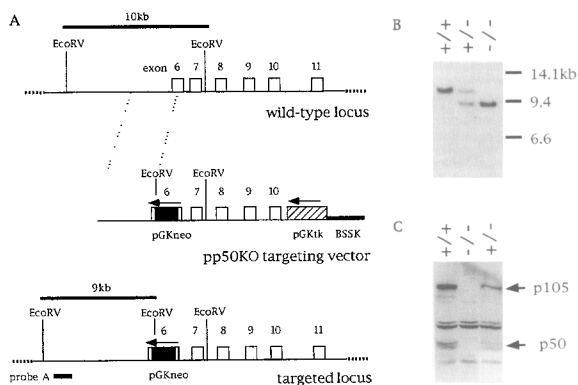 A
10kb
EcoRV
EcoRV
exon 6 7 8 9 10 11
wild-type locus
EcoRV
EcoRV
6 7 8 9 10
pGKneo
pGKtk
BSSK
pp50KO targeting vector
9kb
EcoRV
EcoRV
EcoRV
6 7 8 9 10 11
probe A
pGKneo
targeted locus
B
+/+ -/+ -/-
14.1kb
9.4
6.6
C
+/+ -/- -/+
p105
p50